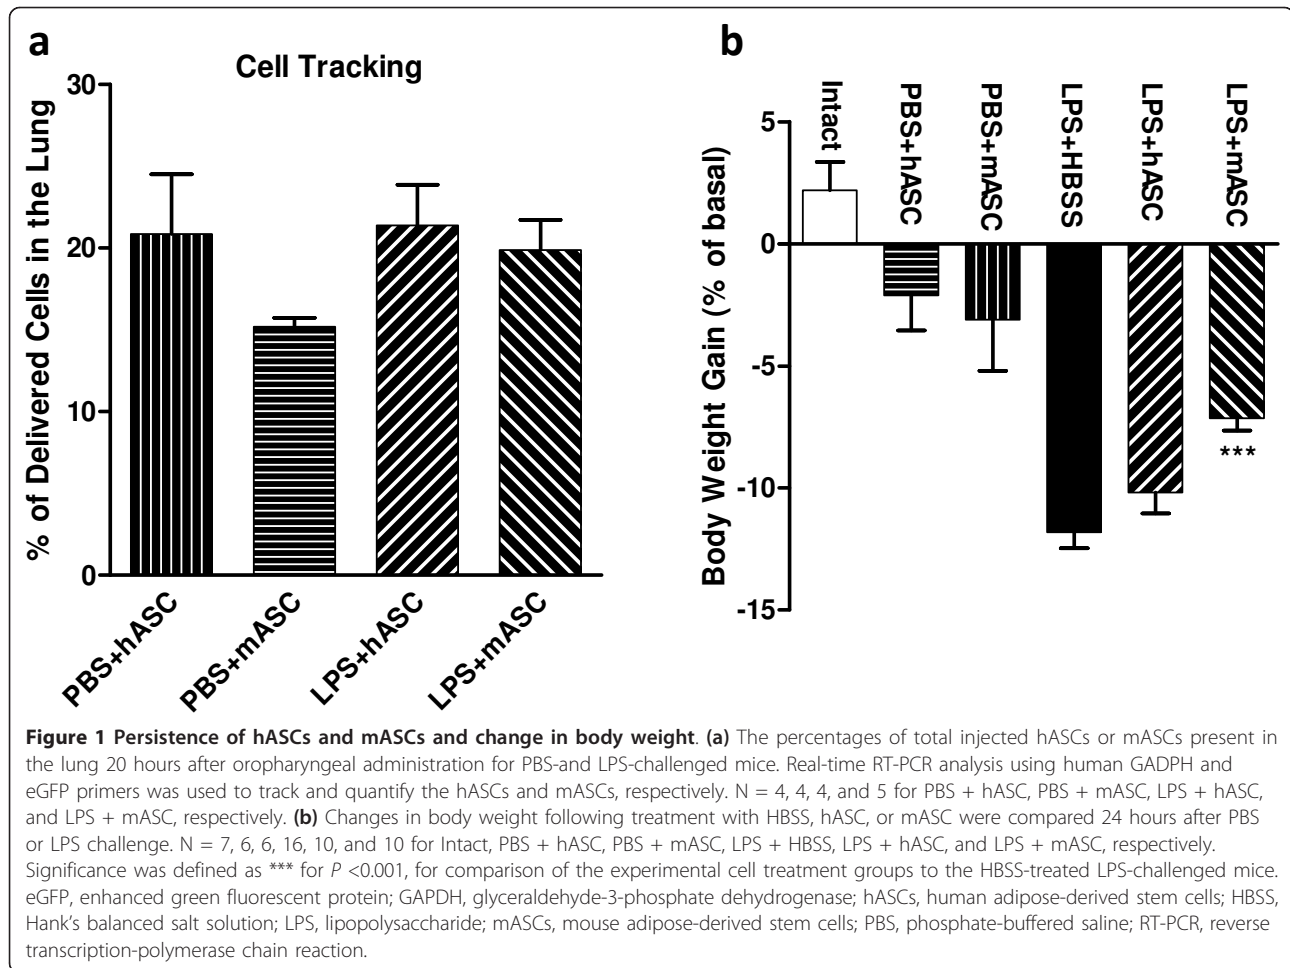 a
Cell Tracking
% of Delivered Cells in the Lung
30
20
10
0
PBS+hASC
PBS+mASC
LPS+hASC
LPS+mASC
b
Body Weight Gain (% of basal)
Intact
PBS+hASC
PBS+mASC
LPS+HBSS
LPS+hASC
LPS+mASC
5
0
-5
-10
-15
***
Figure 1 Persistence of hASCs and mASCs and change in body weight. (a) The percentages of total injected hASCs or mASCs present in
the lung 20 hours after oropharyngeal administration for PBS-and LPS-challenged mice. Real-time RT-PCR analysis using human GADPH and
eGFP primers was used to track and quantify the hASCs and mASCs, respectively. N = 4, 4, 4, and 5 for PBS + hASC, PBS + mASC, LPS + hASC,
and LPS + mASC, respectively. (b) Changes in body weight following treatment with HBSS, hASC, or mASC were compared 24 hours after PBS
or LPS challenge. N = 7, 6, 6, 16, 10, and 10 for Intact, PBS + hASC, PBS + mASC, LPS + HBSS, LPS + hASC, and LPS + mASC, respectively.
Significance was defined as *** for P <0.001, for comparison of the experimental cell treatment groups to the HBSS-treated LPS-challenged mice.
eGFP, enhanced green fluorescent protein; GAPDH, glyceraldehyde-3-phosphate dehydrogenase; hASCs, human adipose-derived stem cells; HBSS,
Hank's balanced salt solution; LPS, lipopolysaccharide; mASCs, mouse adipose-derived stem cells; PBS, phosphate-buffered saline; RT-PCR, reverse
transcription-polymerase chain reaction.